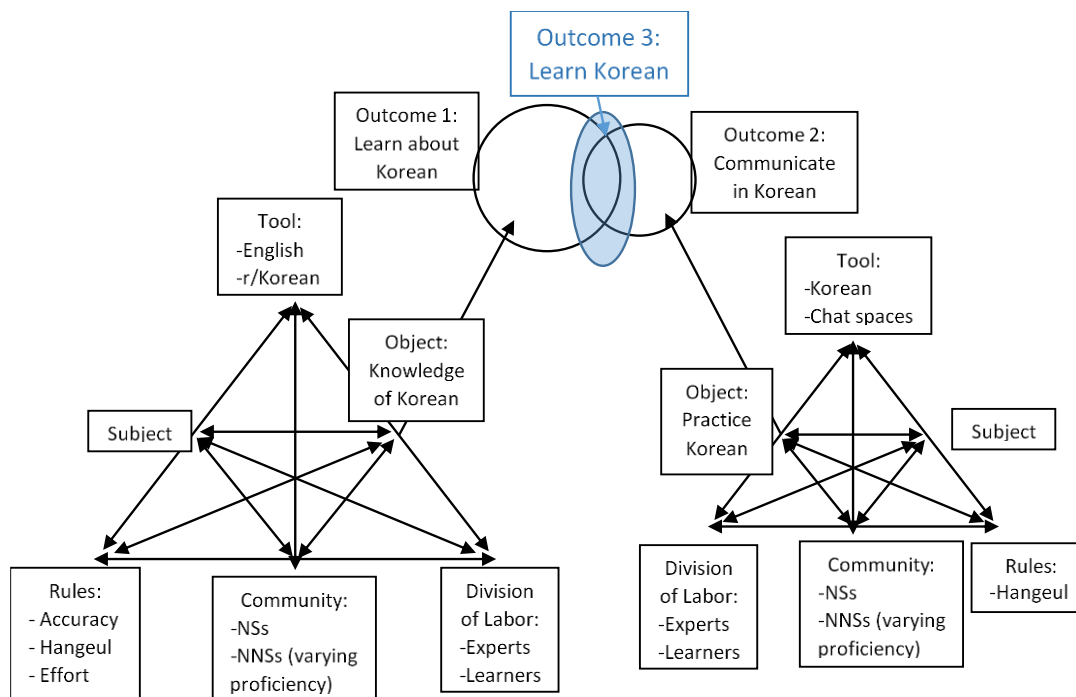 Outcome 3:
Learn Korean
Outcome 1:
Learn about
Korean
Outcome 2:
Communicate
in Korean
Tool:
-English
-r/Korean
Object:
Knowledge
of Korean
Subject
Rules:
- Accuracy
- Hangeul
- Effort
Community:
-NSs
-NNSs (varying
proficiency)
Division
of Labor:
-Experts
-Learners
Tool:
-Korean
-Chat spaces
Object:
Practice
Korean
Subject
Division
of Labor:
-Experts
-Learners
Community:
-NSs
-NNSs (varying
proficiency)
Rules:
-Hangeul